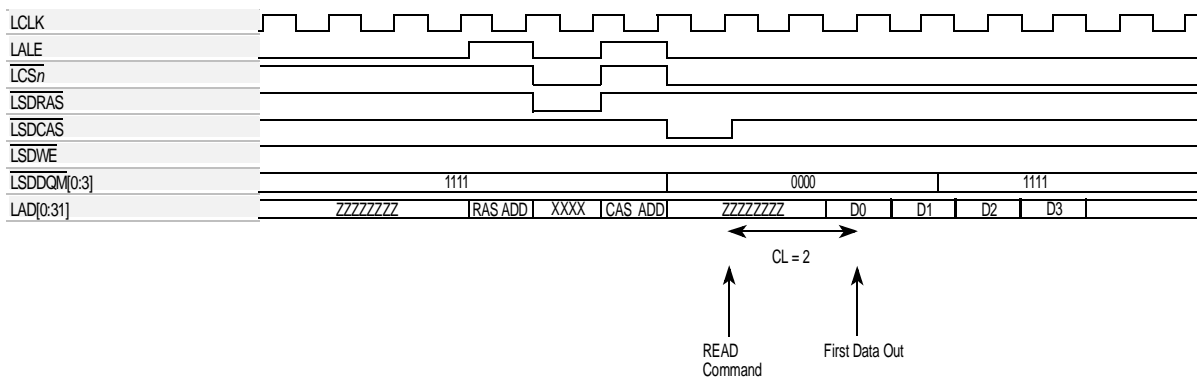 LCLK
LALE
LCSn
LSDRAS
LSDCAS
LSDWE
LSDDQM[0:3] 1111 0000 1111
LAD[0:31] ZZZZZZZZ RAS ADD XXXX CAS ADD ZZZZZZZZ D0 D1 D2 D3
CL = 2
READ First Data Out
Command